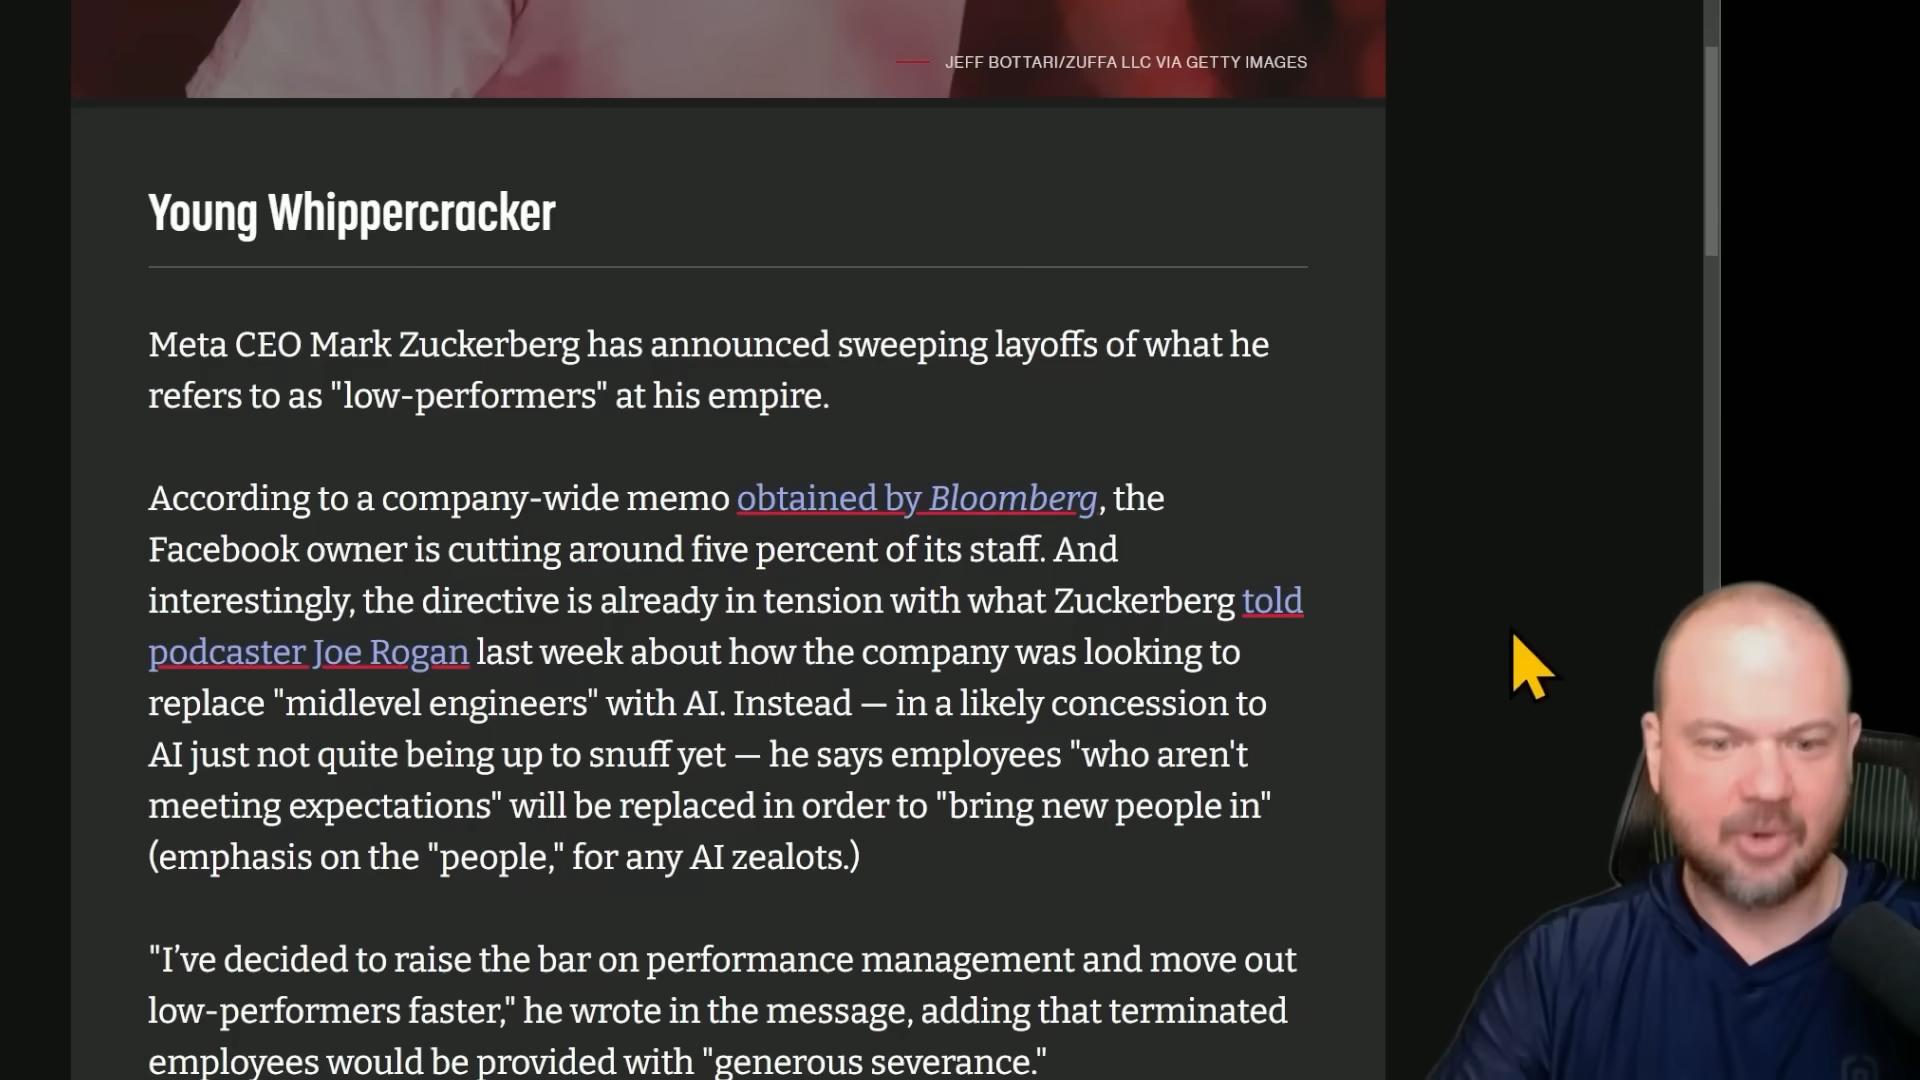 JEFF BOTTARI/ZUFFA LLC VIA GETTY IMAGES
Young Whippercracker
Meta CEO Mark Zuckerberg has announced sweeping layoffs of what he
refers to as "low-performers" at his empire.
According to a company-wide memo obtained by Bloomberg, the
Facebook owner is cutting around five percent of its staff. And
interestingly, the directive is already in tension with what Zuckerberg told
podcaster Joe Rogan last week about how the company was looking to
replace "midlevel engineers" with AI. Instead — in a likely concession to
AI just not quite being up to snuff yet — he says employees "who aren't
meeting expectations" will be replaced in order to "bring new people in"
(emphasis on the "people," for any AI zealots.)
"I’ve decided to raise the bar on performance management and move out
low-performers faster," he wrote in the message, adding that terminated
employees would be provided with "generous severance."